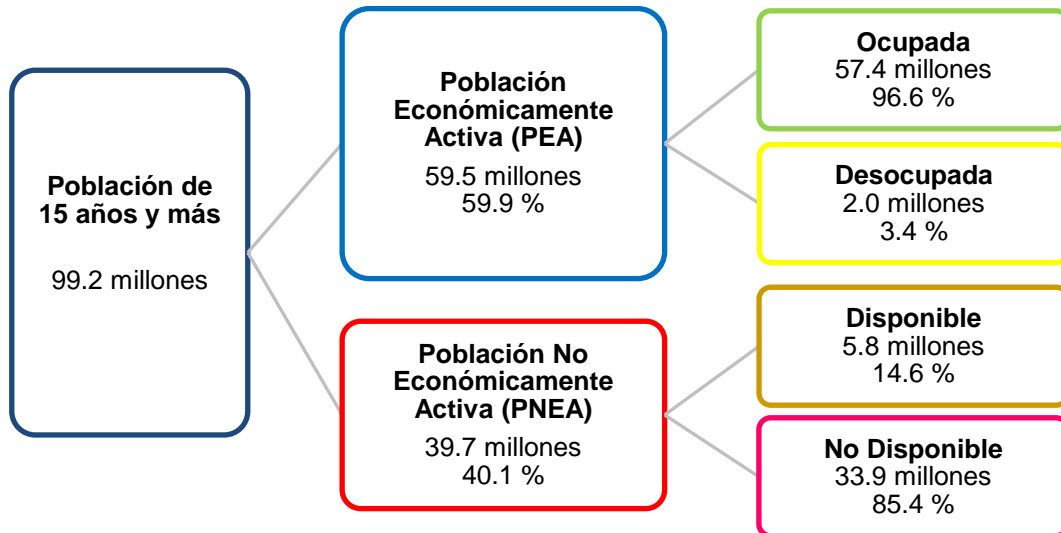 Población de
15 años y más
99.2 millones
Población
Económicamente
Activa (PEA)
59.5 millones
59.9 %
Población No
Económicamente
Activa (PNEA)
39.7 millones
40.1 %
Ocupada
57.4 millones
96.6 %
Desocupada
2.0 millones
3.4 %
Disponible
5.8 millones
14.6 %
No Disponible
33.9 millones
85.4 %